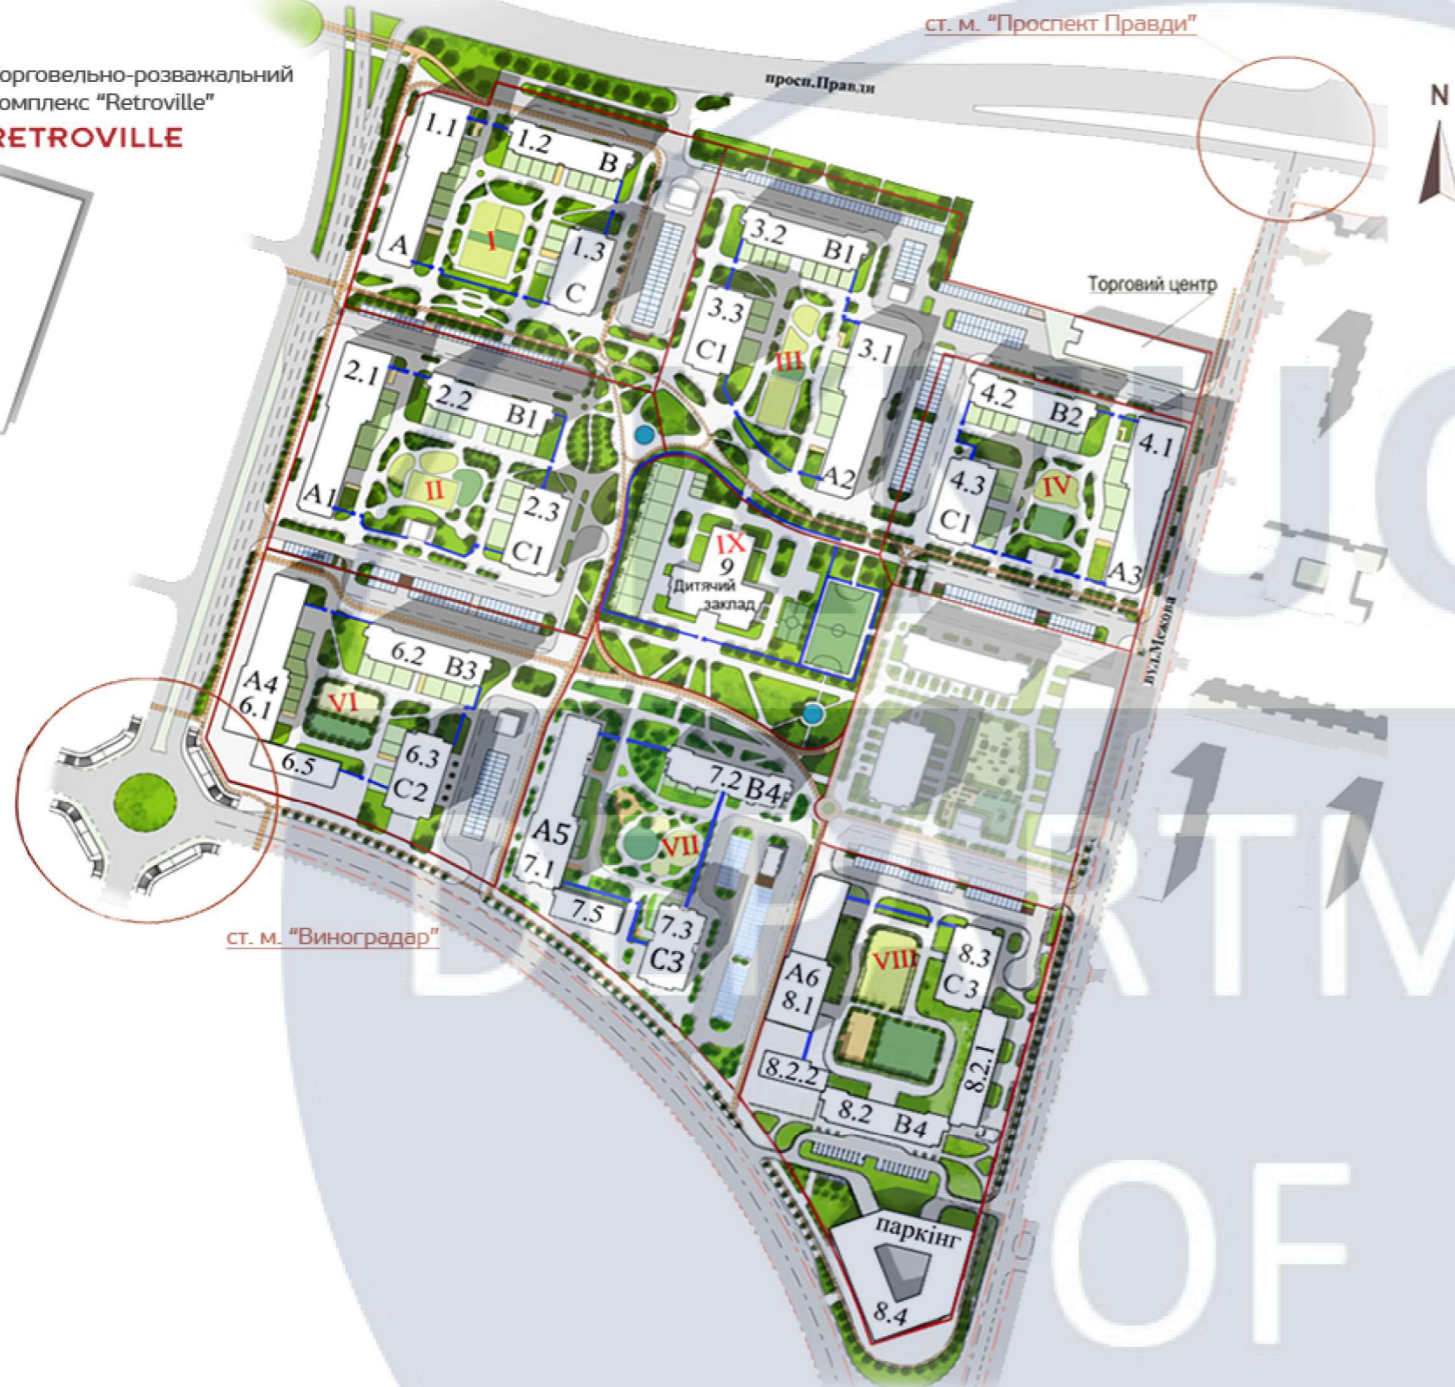 ст. м. "Проспект Правди"
орговельно-розважальний
омплекс "Retroville"
RETROVILLE
просп.Правди
N
1.1
1.2
B
I
1.3
A
C
3.2
B1
3.3
C1
III
3.1
A2
Торговий центр
2.1
2.2
B1
A1
II
2.3
C1
4.2
B2
4.1
4.3
C1
IV
A3
IX
9
Дитячий
заклад
вул.Межова
6.2
B3
A4
6.1
VI
6.3
C2
6.5
7.2 B4
A5
7.1
VII
7.5
7.3
C3
ст. м. "Виноградар"
A6
8.1
VIII
8.3
C3
8.2.2
8.2.1
8.2
B4
паркінг
8.4
OF